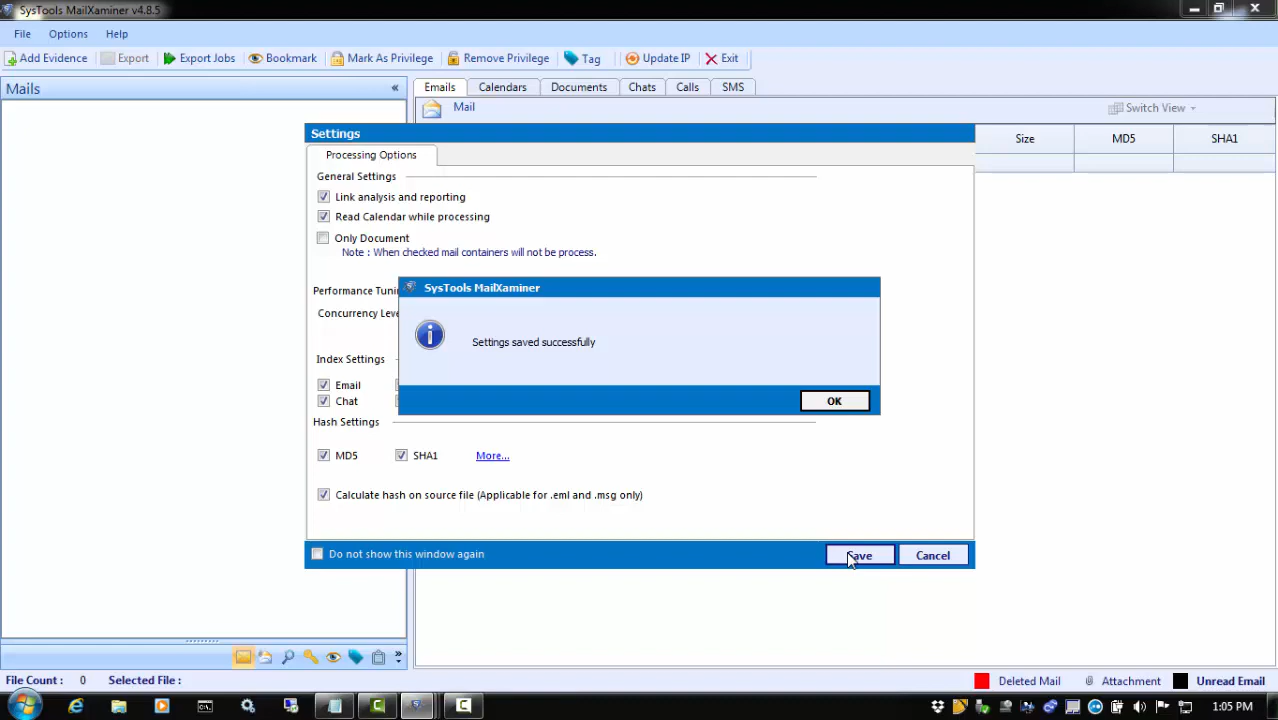 SysTools MailXaminer v4.8.5
File Options Help
Add Evidence Export Export Jobs Bookmark Mark As Privilege Remove Privilege Tag Update IP Exit
Mails «
Emails Calendars Documents Chats Calls SMS
Mail Switch View
Size MD5 SHA1
Settings
Processing Options
General Settings
Link analysis and reporting
Read Calendar while processing
Only Document
Note : When checked mail containers will not be process.
Performance
Concurrency
SysTools MailXaminer
Settings saved successfully
OK
Index Settings
Email
Chat
Hash Settings
MD5 SHA1 More...
Calculate hash on source file (Applicable for .eml and .msg only)
Do not show this window again
Save Cancel
File Count : 0 Selected File :
Deleted Mail Attachment Unread Email
1:05 PM